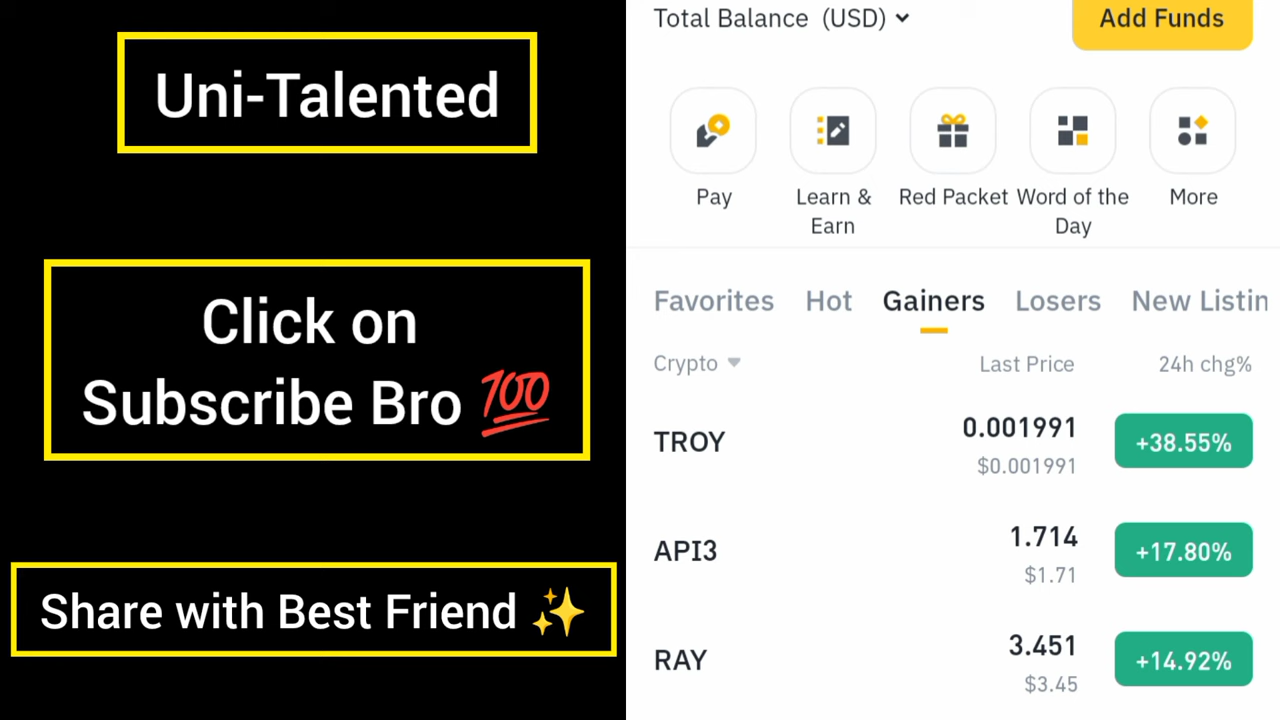 Uni-Talented
Click on
Subscribe Bro 💯
Share with Best Friend ✨
Total Balance (USD)
Add Funds
Pay
Learn &
Earn
Red Packet
Word of the
Day
More
Favorites Hot Gainers Losers New Listin
Crypto Last Price 24h chg%
TROY 0.001991 +38.55%
$0.001991
API3 1.714 +17.80%
$1.71
RAY 3.451 +14.92%
$3.45